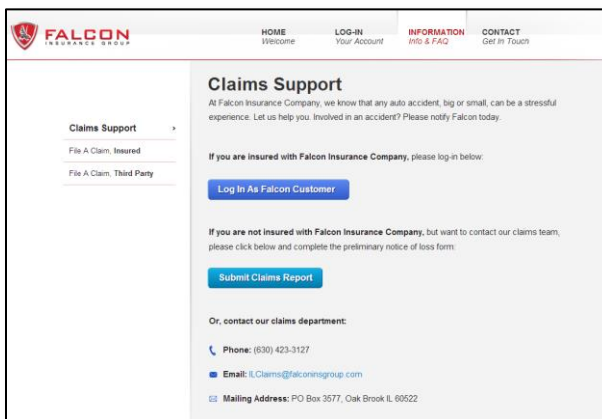 FALCON
INSURANCE GROUP
HOME
Welcome
LOG-IN
Your Account
INFORMATION
Info & FAQ
CONTACT
Get In Touch
Claims Support
File A Claim, Insured
File A Claim, Third Party
Claims Support
At Falcon Insurance Company, we know that any auto accident, big or small, can be a stressful
experience. Let us help you. Involved in an accident? Please notify Falcon today.
If you are insured with Falcon Insurance Company, please log-in below:
Log In As Falcon Customer
If you are not insured with Falcon Insurance Company, but want to contact our claims team,
please click below and complete the preliminary notice of loss form:
Submit Claims Report
Or, contact our claims department:
Phone: (630) 423-3127
Email: ILClaims@falconinsgroup.com
Mailing Address: PO Box 3577, Oak Brook IL 60522